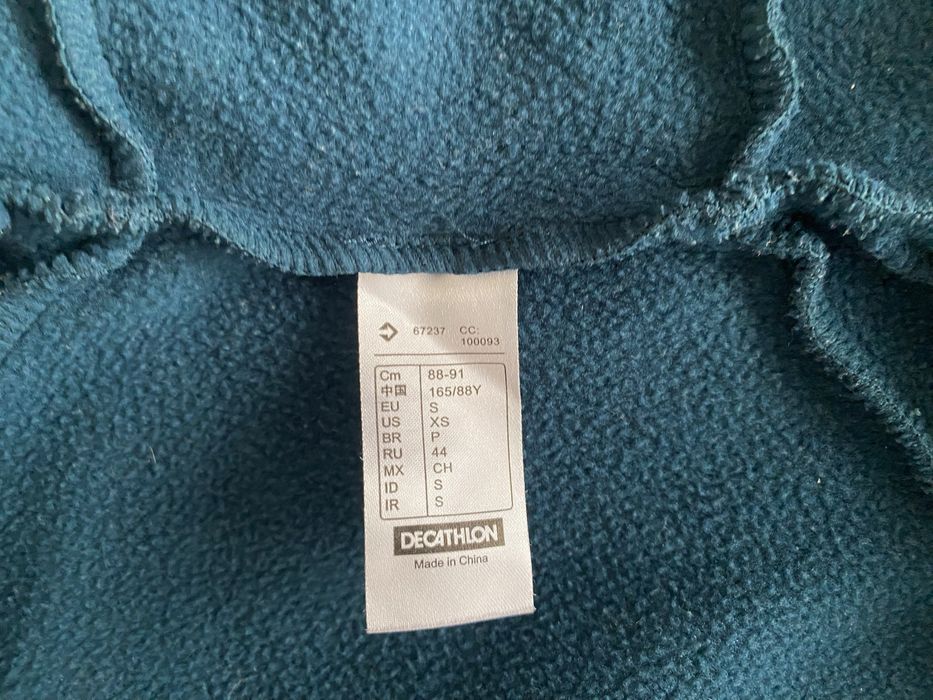 67237 CC:
100093
Cm 88-91
中国 165/88Y
EU S
US XS
BR P
RU 44
MX CH
ID S
IR S
DECATHLON
Made in China